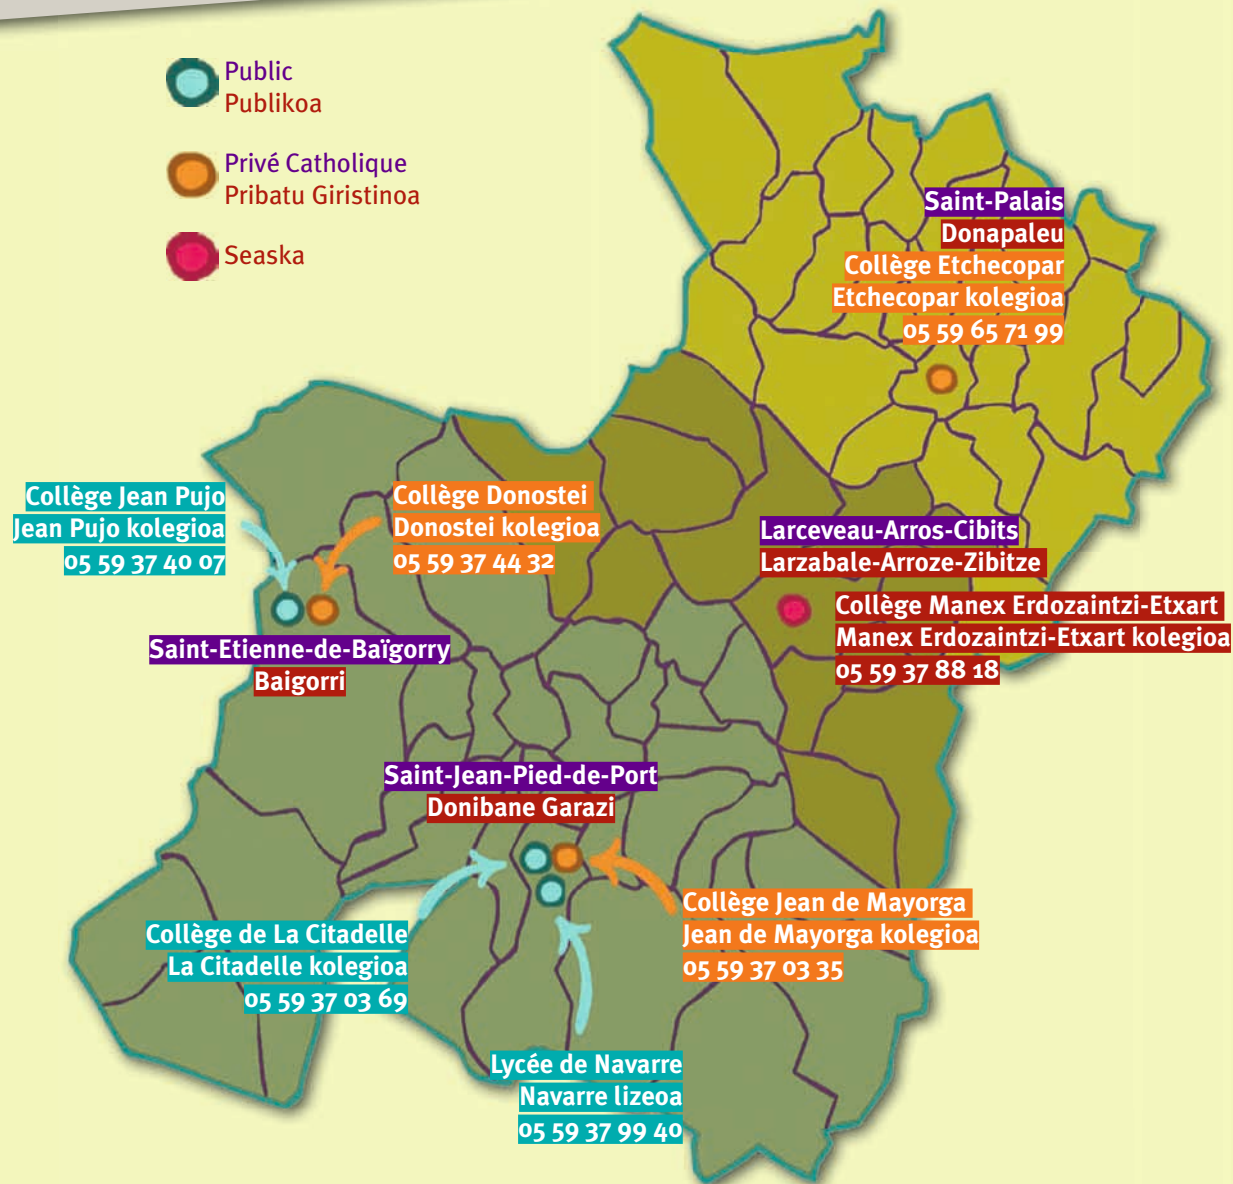 Public
Publikoa
Privé Catholique
Pribatu Giristinoa
Seaska
Saint-Palais
Donapaleu
Collège Etchecopar
Etchecopar kolegioa
05 59 65 71 99
Collège Jean Pujo
Jean Pujo kolegioa
05 59 37 40 07
Collège Donostei
Donostei kolegioa
05 59 37 44 32
Saint-Etienne-de-Baïgorry
Baigorri
Larceveau-Arros-Cibits
Larzabale-Arroze-Zibitze
Collège Manex Erdozaintzi-Etxart
Manex Erdozaintzi-Etxart kolegioa
05 59 37 88 18
Saint-Jean-Pied-de-Port
Donibane Garazi
Collège de La Citadelle
La Citadelle kolegioa
05 59 37 03 69
Collège Jean de Mayorga
Jean de Mayorga kolegioa
05 59 37 03 35
Lycée de Navarre
Navarre lizeoa
05 59 37 99 40